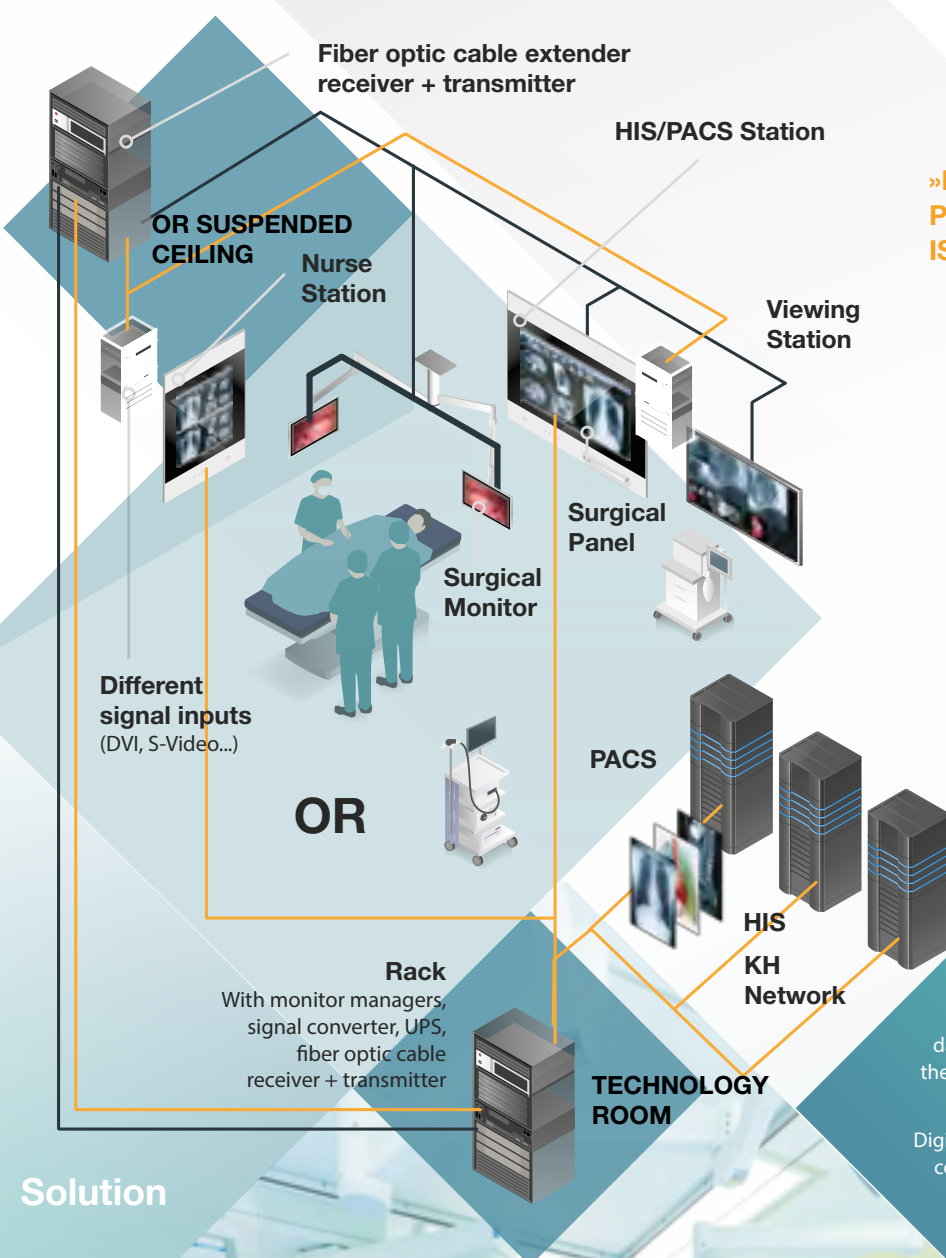 Fiber optic cable extender
receiver + transmitter
HIS/PACS Station
OR SUSPENDED
CEILING
Nurse
Station
Viewing
Station
Surgical
Panel
Surgical
Monitor
Different
signal inputs
(DVI, S-Video...)
PACS
OR
HIS
KH
Network
Rack
With monitor managers,
signal converter, UPS,
fiber optic cable
receiver + transmitter
TECHNOLOGY
ROOM
Solution